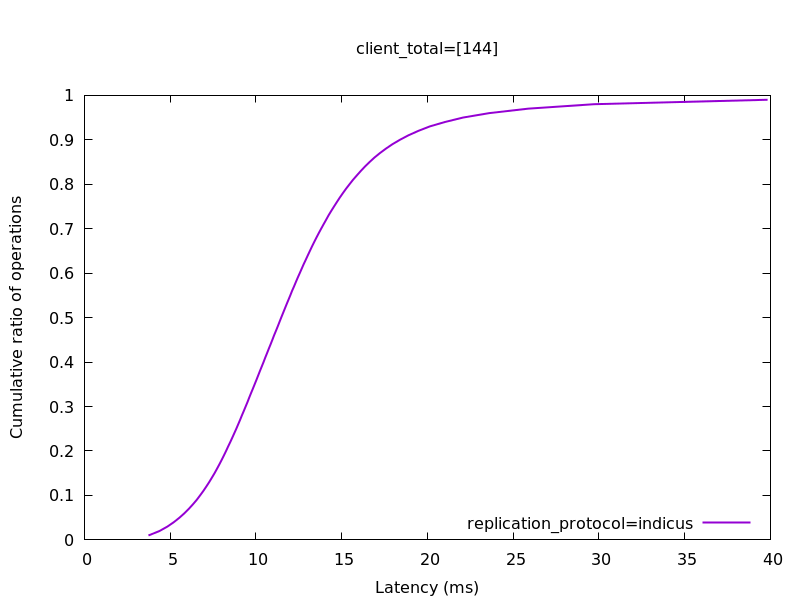 client_total=[144]
1
0.9
0.8
0.7
0.6
0.5
0.4
0.3
0.2
0.1
0
Cumulative ratio of operations
replication_protocol=indicus
0 5 10 15 20 25 30 35 40
Latency (ms)